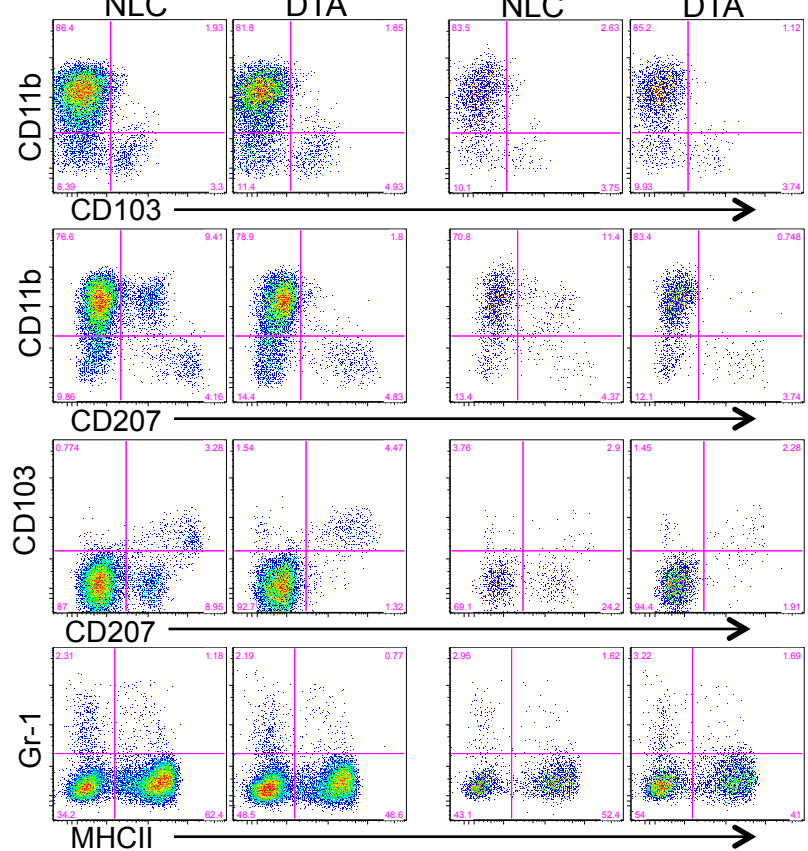 NLC DTA NLC DTA
86.4 1.93 81.8 1.85 83.5 2.63 85.2 1.12
CD11b
8.39 3.3 11.4 4.93 10.1 3.75 9.93 3.74
CD103
76.6 9.41 78.9 1.8 70.8 11.4 83.4 0.748
CD11b
9.86 4.16 14.4 4.83 13.4 4.37 12.1 3.74
CD207
0.774 3.28 1.54 4.47 3.76 2.9 1.45 2.28
CD103
87 8.95 92.7 1.32 69.1 24.2 94.4 1.91
CD207
2.31 1.18 2.19 0.77 2.95 1.62 3.22 1.69
Gr-1
34.2 62.4 48.5 48.6 43.1 52.4 54 41
MHCII